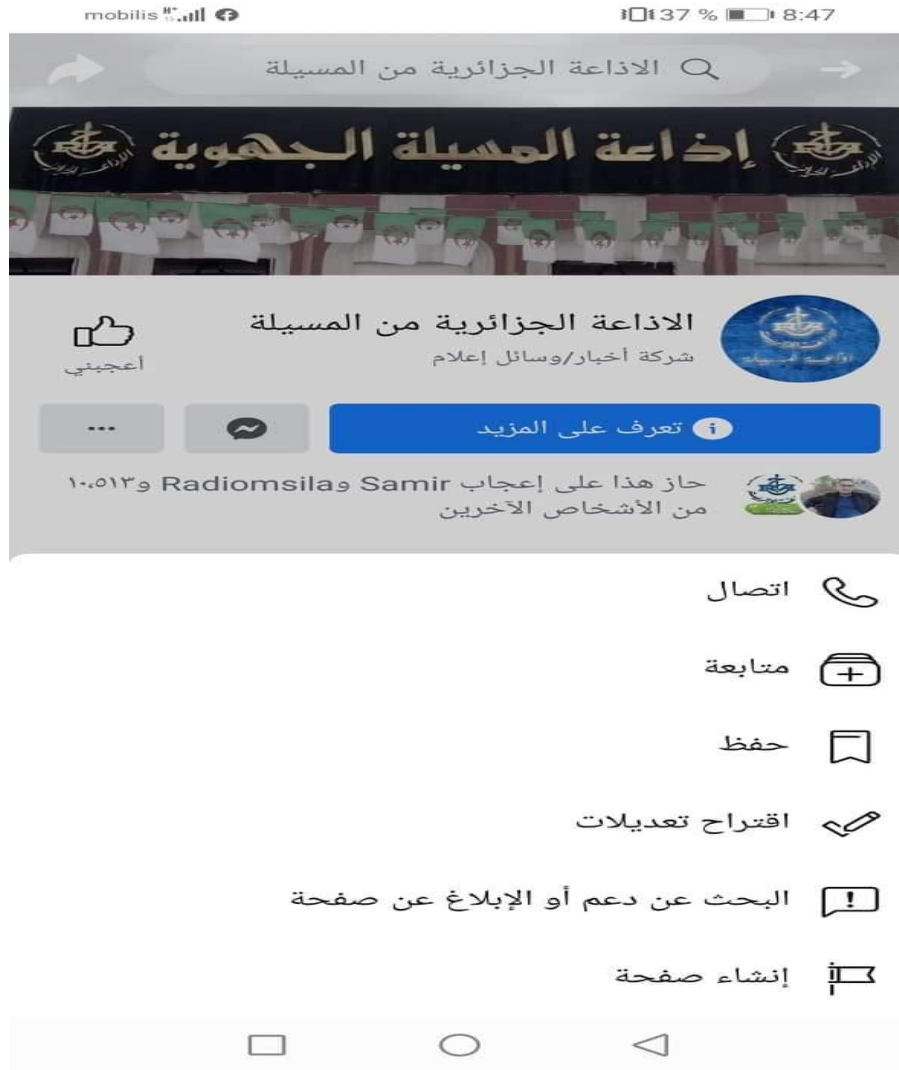 mobilis H+ 37 % 8:47
الاذاعة الجزائرية من المسيلة
إذاعة المسيلة الجهوية
الاذاعة الجزائرية من المسيلة
شركة أخبار/وسائل إعلام
أعجبني
تعرف على المزيد
حاز هذا على إعجاب Samir وRadiomsila و١٠،٥١٣
من الأشخاص الآخرين
اتصال
متابعة
حفظ
اقتراح تعديلات
البحث عن دعم أو الإبلاغ عن صفحة
إنشاء صفحة